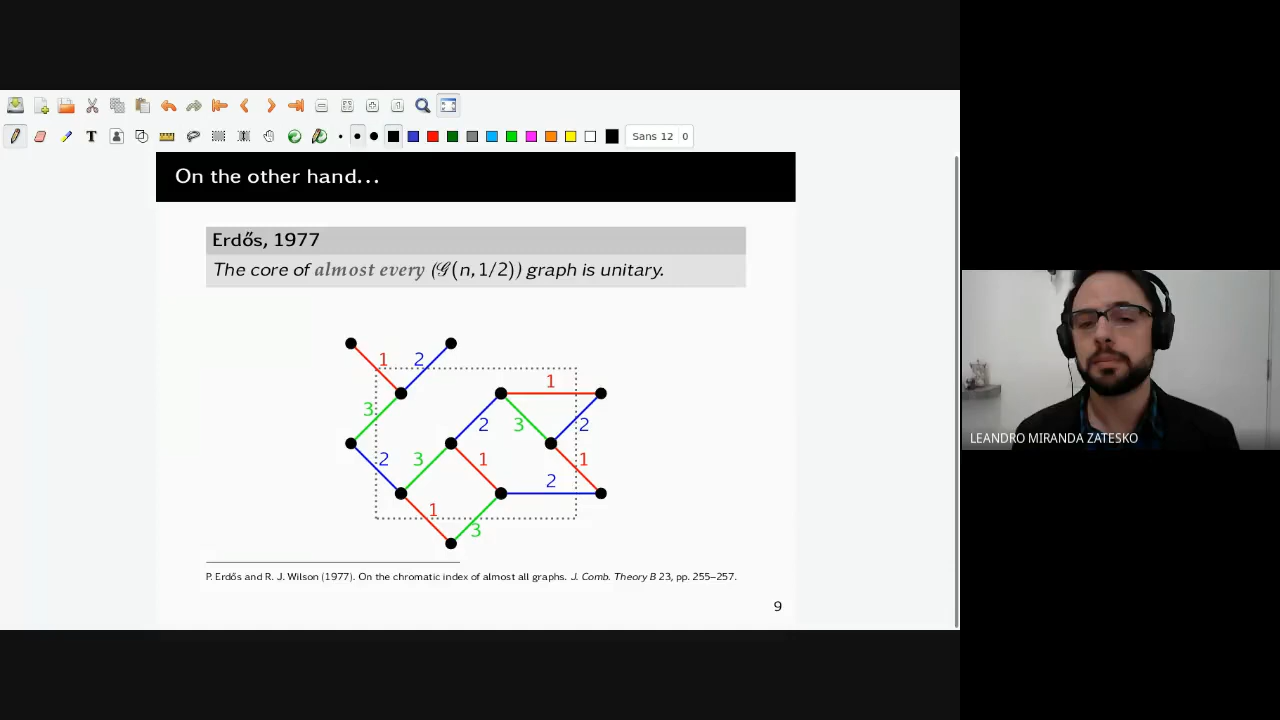 Sans 12 0
On the other hand...
Erdős, 1977
The core of almost every (𝒢(n, 1/2)) graph is unitary.
1 2
1
3 2 3 2
2 3 1 1
2
1
3
P. Erdős and R. J. Wilson (1977). On the chromatic index of almost all graphs. J. Comb. Theory B 23, pp. 255–257.
9
LEANDRO MIRANDA ZATESKO